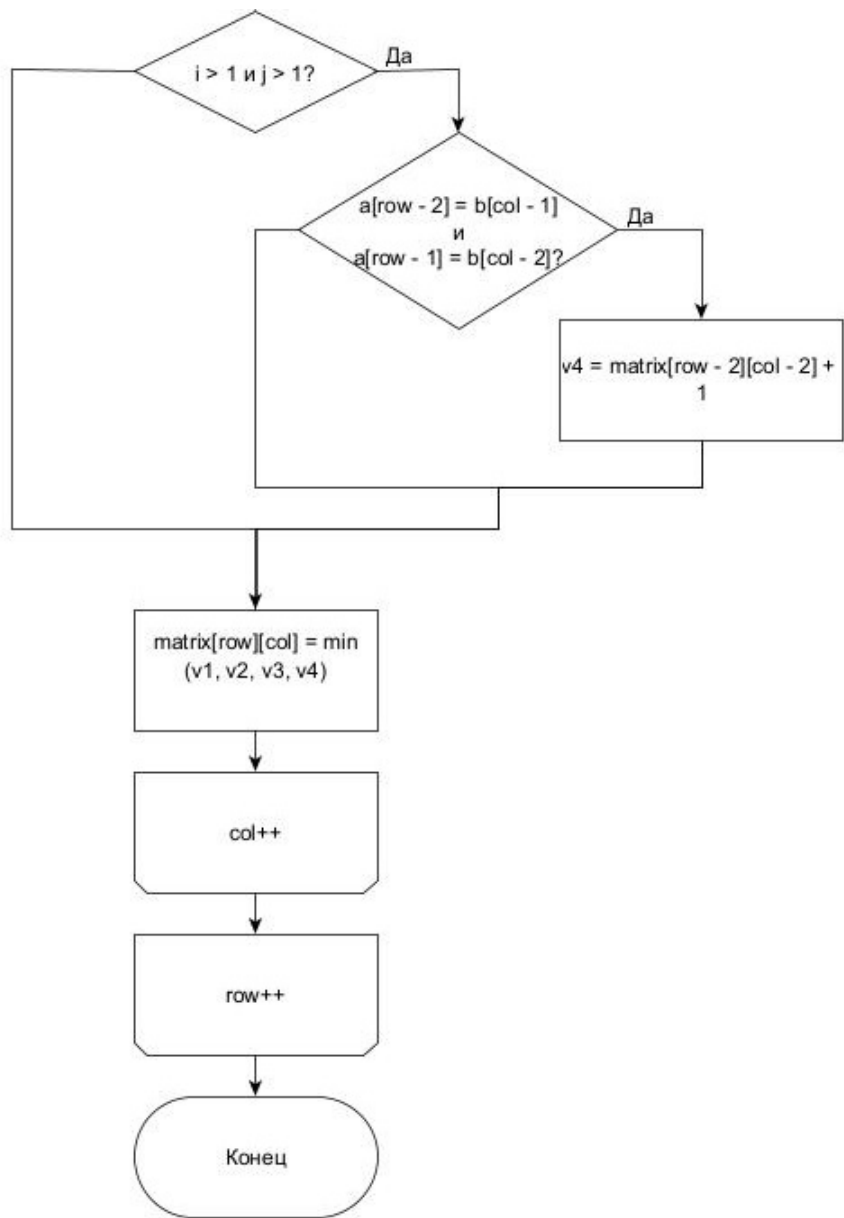 i > 1 и j > 1?
Да
a[row - 2] = b[col - 1]
и
a[row - 1] = b[col - 2]?
Да
v4 = matrix[row - 2][col - 2] +
1
matrix[row][col] = min
(v1, v2, v3, v4)
col++
row++
Конец